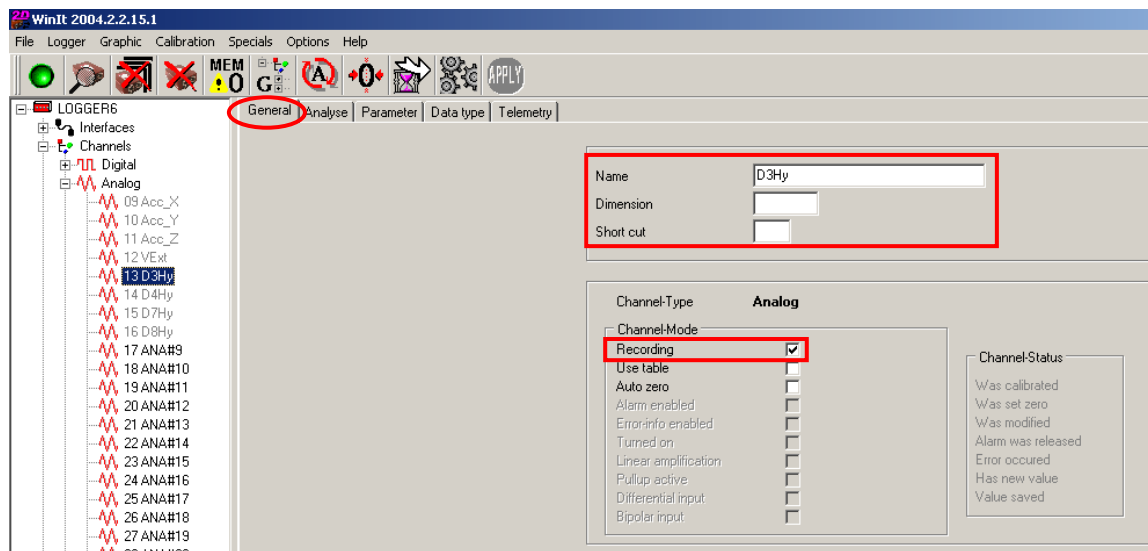 WinIt 2004.2.2.15.1
File Logger Graphic Calibration Specials Options Help
MEM
0
G
A
0
APPLY
LOGGER6
Interfaces
Channels
Digital
Analog
09 Acc_X
10 Acc_Y
11 Acc_Z
12 VExt
13 D3Hy
14 D4Hy
15 D7Hy
16 D8Hy
17 ANA#9
18 ANA#10
19 ANA#11
20 ANA#12
21 ANA#13
22 ANA#14
23 ANA#15
24 ANA#16
25 ANA#17
26 ANA#18
27 ANA#19
General Analyse Parameter Data type Telemetry
Name D3Hy
Dimension
Short cut
Channel-Type Analog
Channel-Mode
Recording
Use table
Auto zero
Alarm enabled
Error-info enabled
Turned on
Linear amplification
Pullup active
Differential input
Bipolar input
Channel-Status
Was calibrated
Was set zero
Was modified
Alarm was released
Error occured
Has new value
Value saved